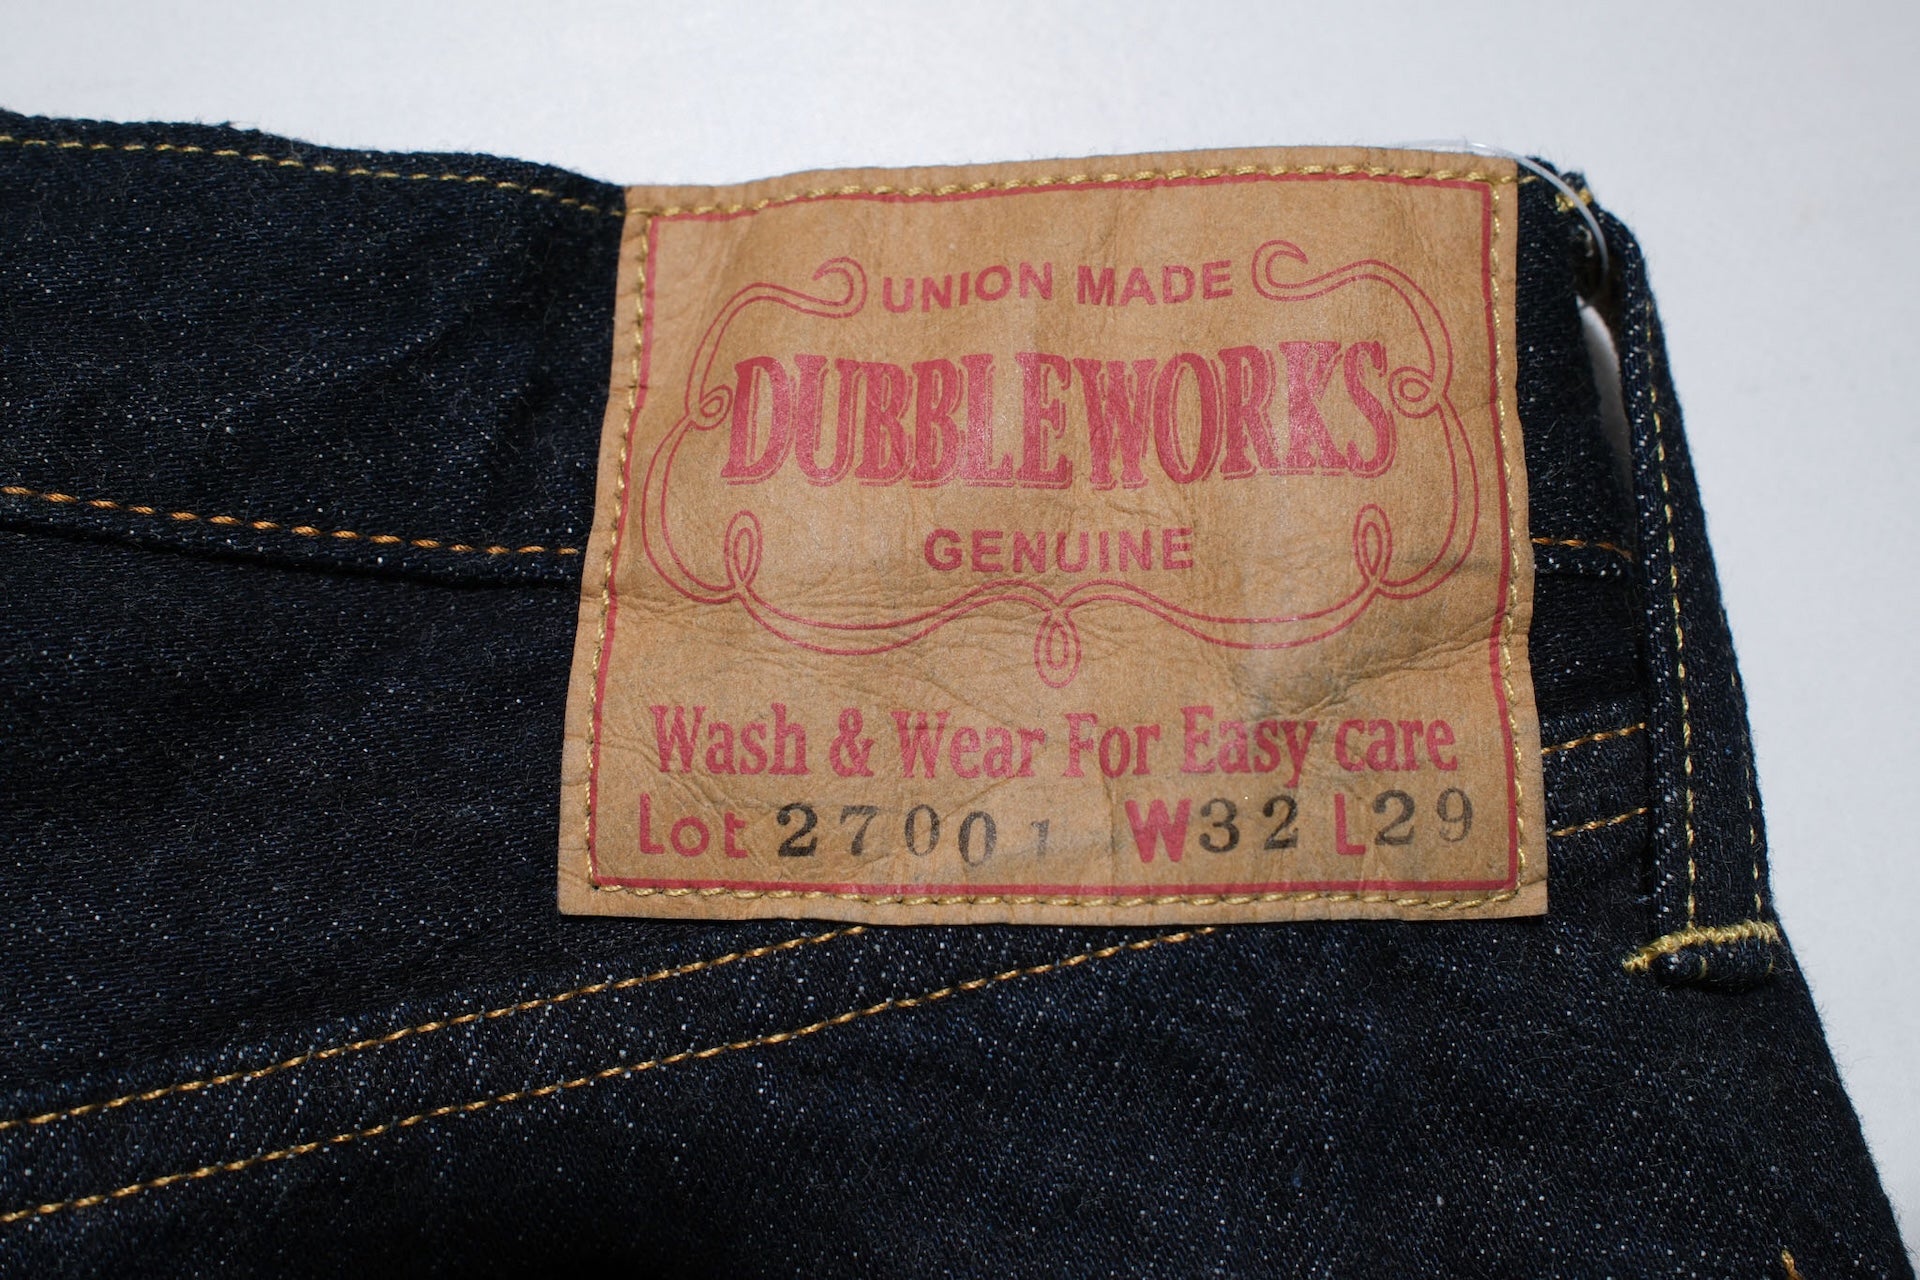 UNION MADE
DUBBLEWORKS
GENUINE
Wash & Wear For Easy care
Lot 27001 W32 L29